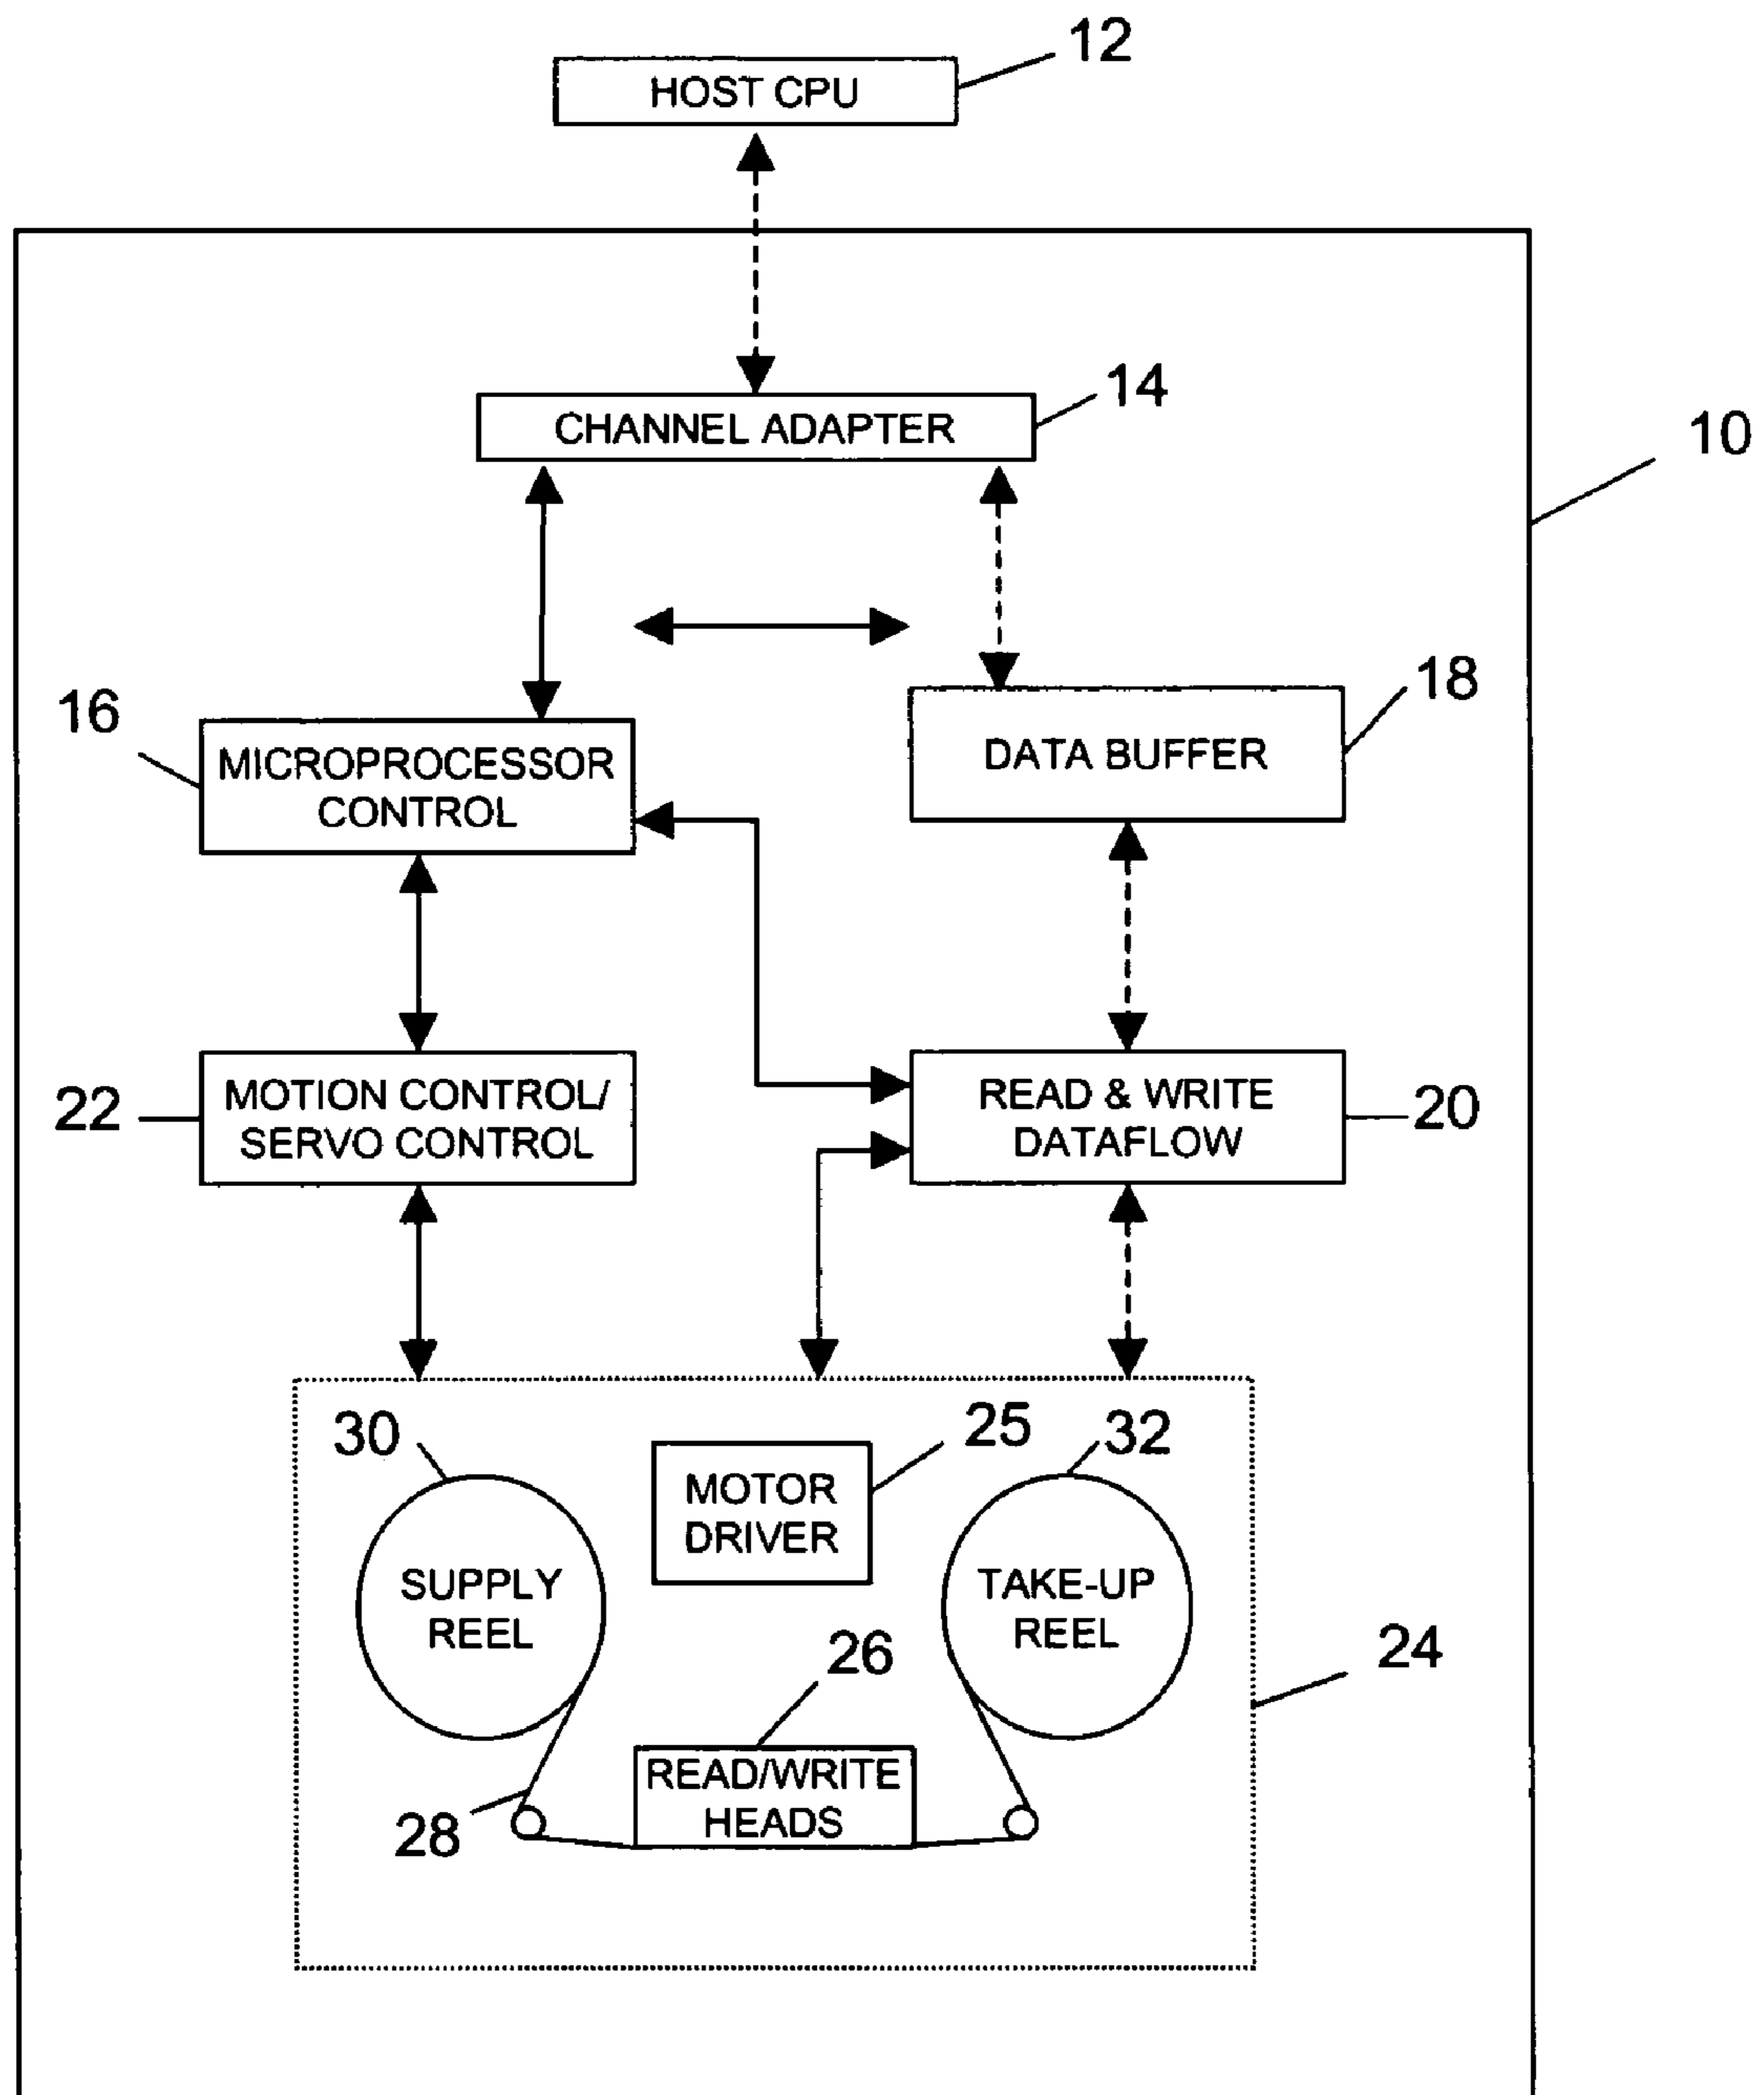 12
HOST CPU
14
CHANNEL ADAPTER
10
16
18
MICROPROCESSOR
CONTROL
DATA BUFFER
22
MOTION CONTROL/
SERVO CONTROL
READ & WRITE
DATAFLOW
20
30
25
32
MOTOR
DRIVER
SUPPLY
REEL
TAKE-UP
REEL
26
24
READ/WRITE
HEADS
28